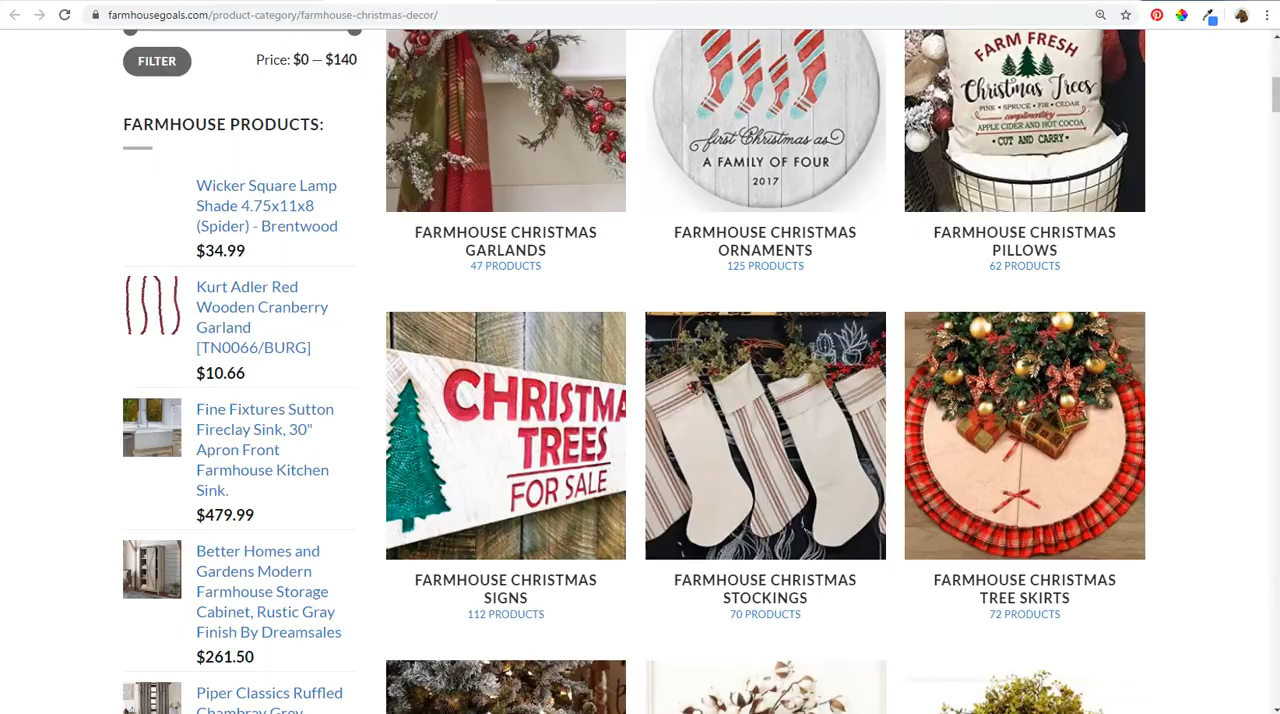 farmhousegoals.com/product-category/farmhouse-christmas-decor/
FILTER
Price: $0 — $140
FARMHOUSE PRODUCTS:
Wicker Square Lamp
Shade 4.75x11x8
(Spider) - Brentwood
$34.99
Kurt Adler Red
Wooden Cranberry
Garland
[TN0066/BURG]
$10.66
Fine Fixtures Sutton
Fireclay Sink, 30"
Apron Front
Farmhouse Kitchen
Sink.
$479.99
Better Homes and
Gardens Modern
Farmhouse Storage
Cabinet, Rustic Gray
Finish By Dreamsales
$261.50
Piper Classics Ruffled
Chambray Grey
first Christmas as
A FAMILY OF FOUR
2017
FARM FRESH
Christmas Trees
PINE • SPRUCE • FIR • CEDAR
complimentary
APPLE CIDER AND HOT COCOA
• CUT AND CARRY •
FARMHOUSE CHRISTMAS
GARLANDS
47 PRODUCTS
FARMHOUSE CHRISTMAS
ORNAMENTS
125 PRODUCTS
FARMHOUSE CHRISTMAS
PILLOWS
62 PRODUCTS
CHRISTMA
TREES
FOR SALE
FARMHOUSE CHRISTMAS
SIGNS
112 PRODUCTS
FARMHOUSE CHRISTMAS
STOCKINGS
70 PRODUCTS
FARMHOUSE CHRISTMAS
TREE SKIRTS
72 PRODUCTS